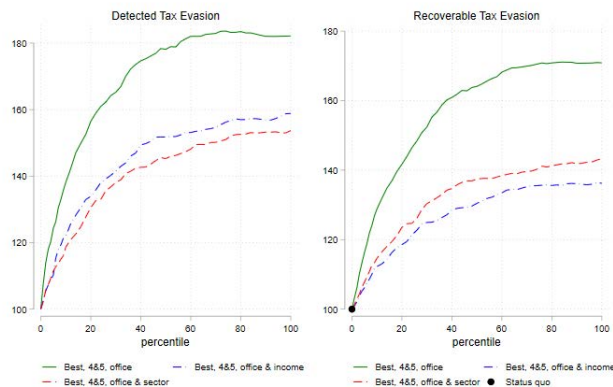 Detected Tax Evasion
180
160
140
120
100
0 20 40 60 80 100
percentile
Best, 4&5, office
Best, 4&5, office & income
Best, 4&5, office & sector
Recoverable Tax Evasion
180
160
140
120
100
0 20 40 60 80 100
percentile
Best, 4&5, office
Best, 4&5, office & income
Best, 4&5, office & sector
Status quo